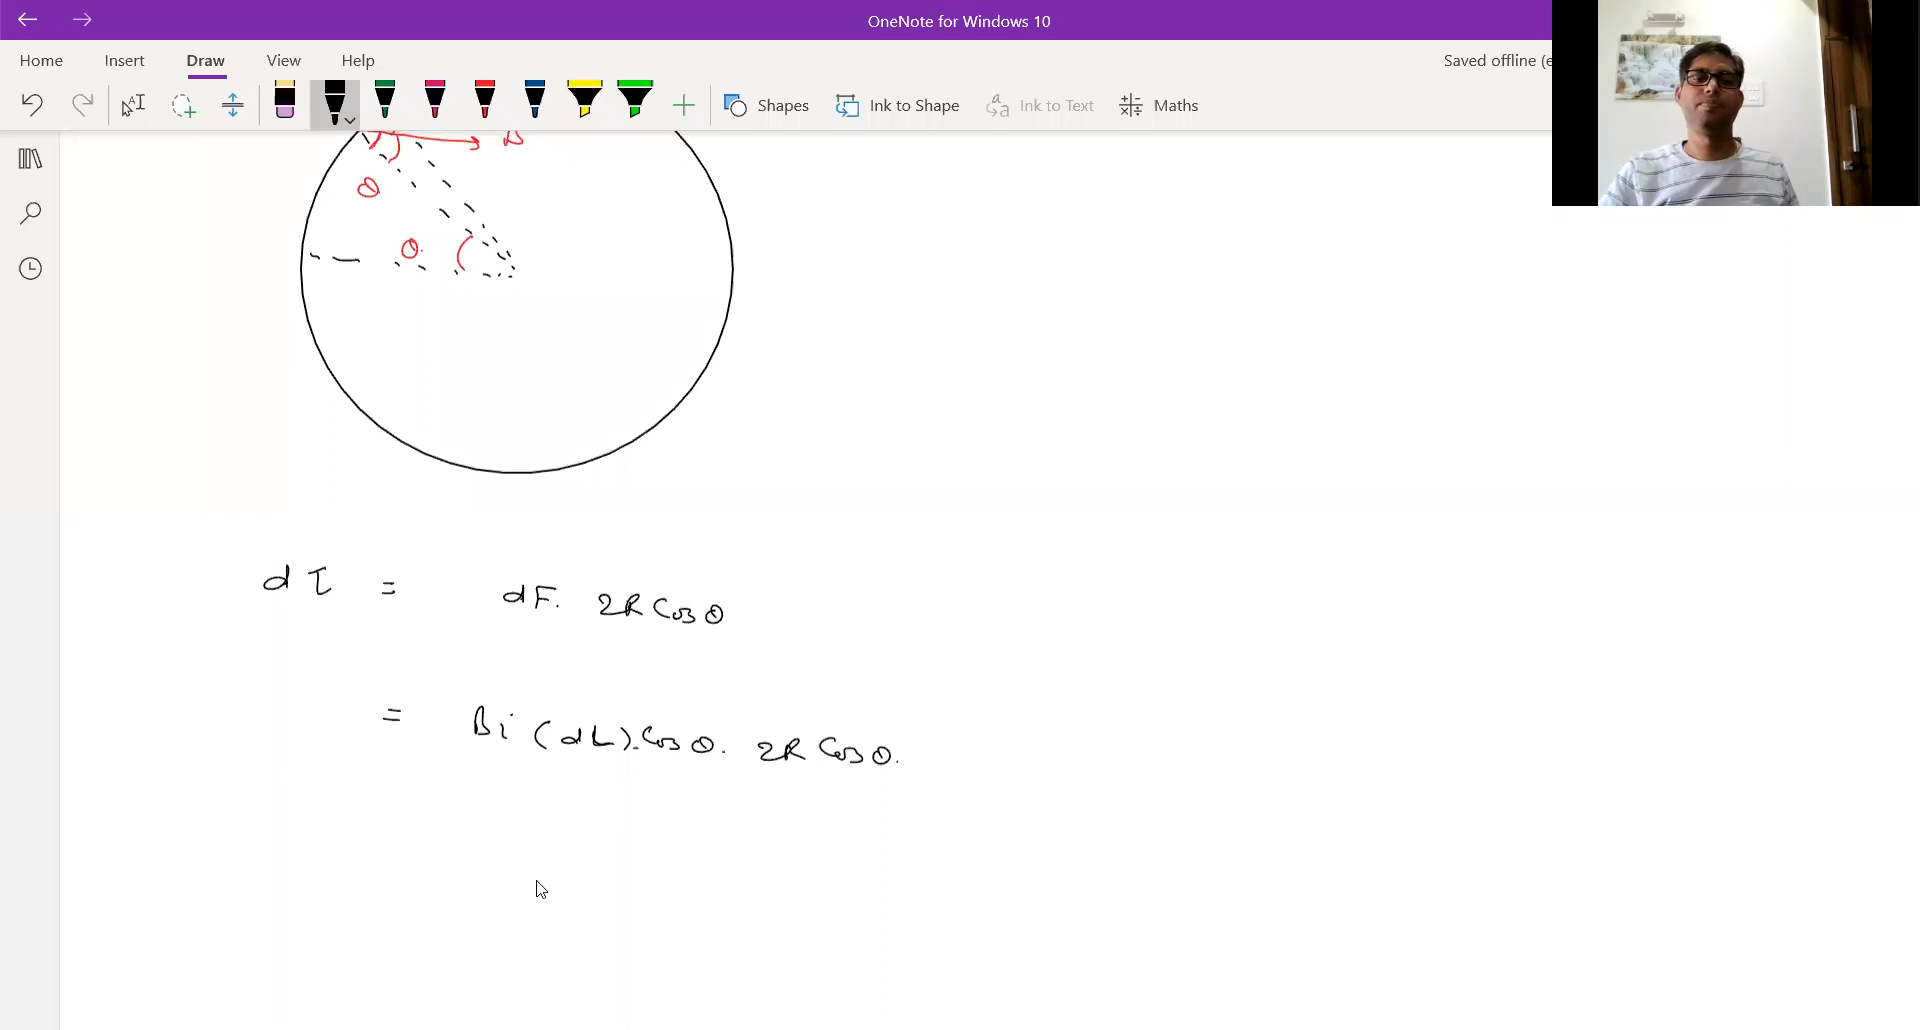 OneNote for Windows 10
Home Insert Draw View Help
Saved offline (e
Shapes Ink to Shape Ink to Text Maths
B
θ
θ.
dτ = dF. 2R Cos θ
= Bi (dL). Cos θ. 2R Cos θ.